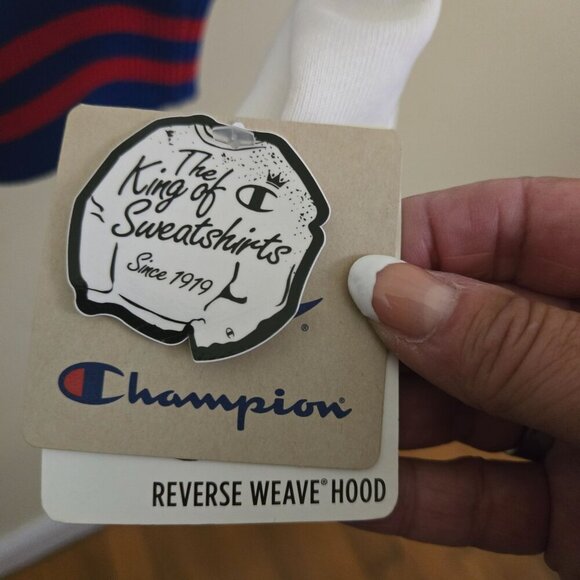 The
King of
Sweatshirts
Since 1919
®
Champion
REVERSE WEAVE® HOOD